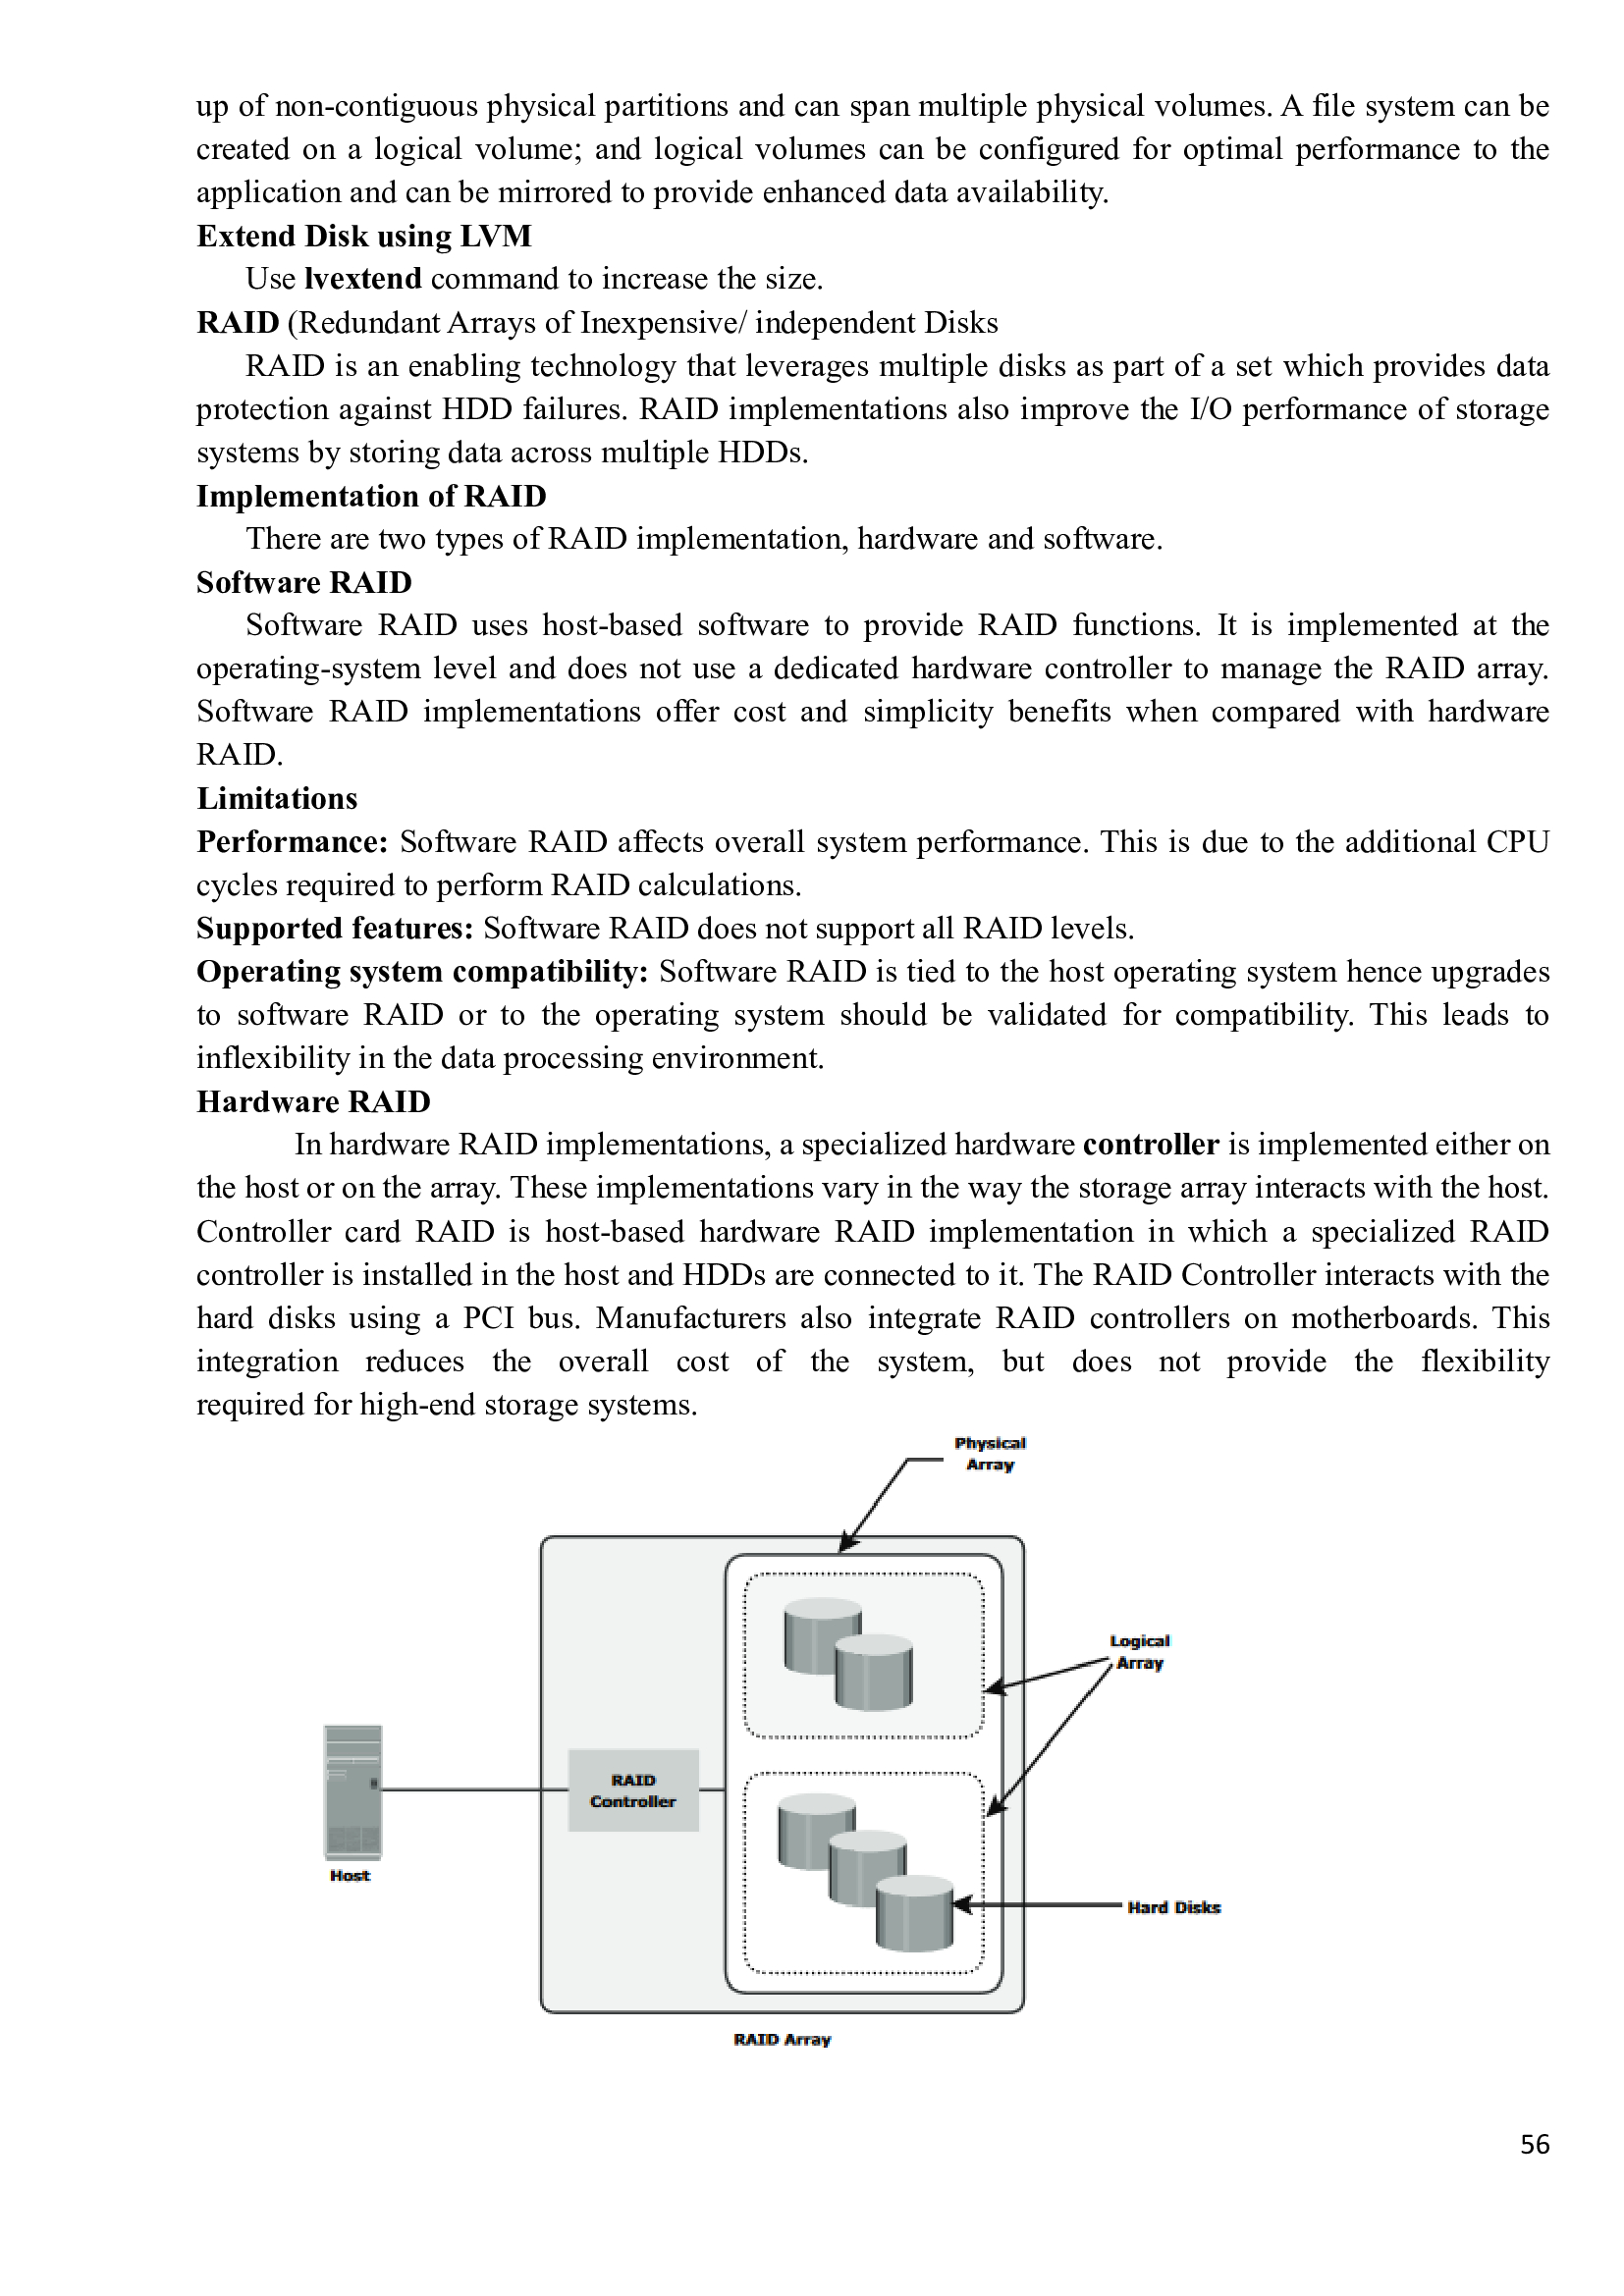 up of non-contiguous physical partitions and can span multiple physical volumes. A file system can be
created on a logical volume; and logical volumes can be configured for optimal performance to the
application and can be mirrored to provide enhanced data availability.
Extend Disk using LVM
Use lvextend command to increase the size.
RAID (Redundant Arrays of Inexpensive/ independent Disks
RAID is an enabling technology that leverages multiple disks as part of a set which provides data
protection against HDD failures. RAID implementations also improve the I/O performance of storage
systems by storing data across multiple HDDs.
Implementation of RAID
There are two types of RAID implementation, hardware and software.
Software RAID
Software RAID uses host-based software to provide RAID functions. It is implemented at the
operating-system level and does not use a dedicated hardware controller to manage the RAID array.
Software RAID implementations offer cost and simplicity benefits when compared with hardware
RAID.
Limitations
Performance: Software RAID affects overall system performance. This is due to the additional CPU
cycles required to perform RAID calculations.
Supported features: Software RAID does not support all RAID levels.
Operating system compatibility: Software RAID is tied to the host operating system hence upgrades
to software RAID or to the operating system should be validated for compatibility. This leads to
inflexibility in the data processing environment.
Hardware RAID
In hardware RAID implementations, a specialized hardware controller is implemented either on
the host or on the array. These implementations vary in the way the storage array interacts with the host.
Controller card RAID is host-based hardware RAID implementation in which a specialized RAID
controller is installed in the host and HDDs are connected to it. The RAID Controller interacts with the
hard disks using a PCI bus. Manufacturers also integrate RAID controllers on motherboards. This
integration reduces the overall cost of the system, but does not provide the flexibility
required for high-end storage systems.
Physical
Array
Logical
Array
RAID
Controller
Host
Hard Disks
RAID Array
56